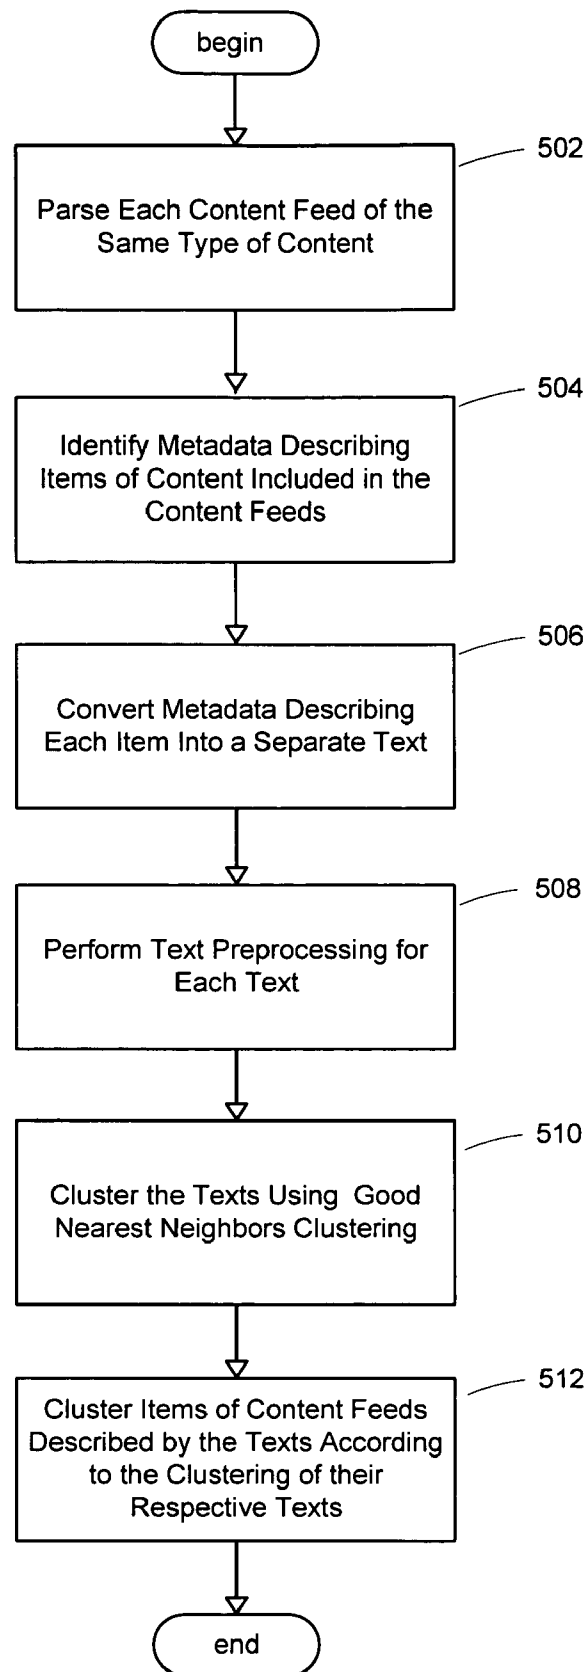 begin
502
Parse Each Content Feed of the
Same Type of Content
504
Identify Metadata Describing
Items of Content Included in the
Content Feeds
506
Convert Metadata Describing
Each Item Into a Separate Text
508
Perform Text Preprocessing for
Each Text
510
Cluster the Texts Using Good
Nearest Neighbors Clustering
512
Cluster Items of Content Feeds
Described by the Texts According
to the Clustering of their
Respective Texts
end